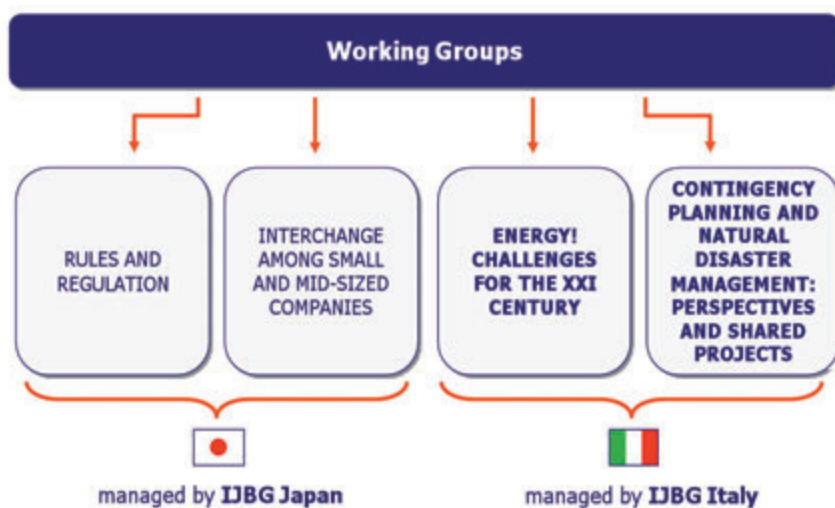 Working Groups
RULES AND
REGULATION
INTERCHANGE
AMONG SMALL
AND MID-SIZED
COMPANIES
ENERGY!
CHALLENGES
FOR THE XXI
CENTURY
CONTINGENCY
PLANNING AND
NATURAL
DISASTER
MANAGEMENT:
PERSPECTIVES
AND SHARED
PROJECTS
managed by IJBG Japan
managed by IJBG Italy